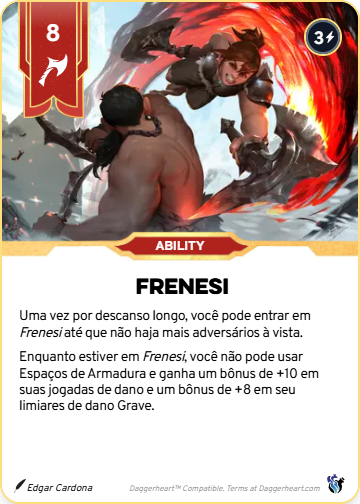 8
3
ABILITY
FRENESI
Uma vez por descanso longo, você pode entrar em
Frenesi até que não haja mais adversários à vista.
Enquanto estiver em Frenesi, você não pode usar
Espaços de Armadura e ganha um bônus de +10 em
suas jogadas de dano e um bônus de +8 em seu
limiares de dano Grave.
Edgar Cardona
Daggerheart™ Compatible. Terms at Daggerheart.com